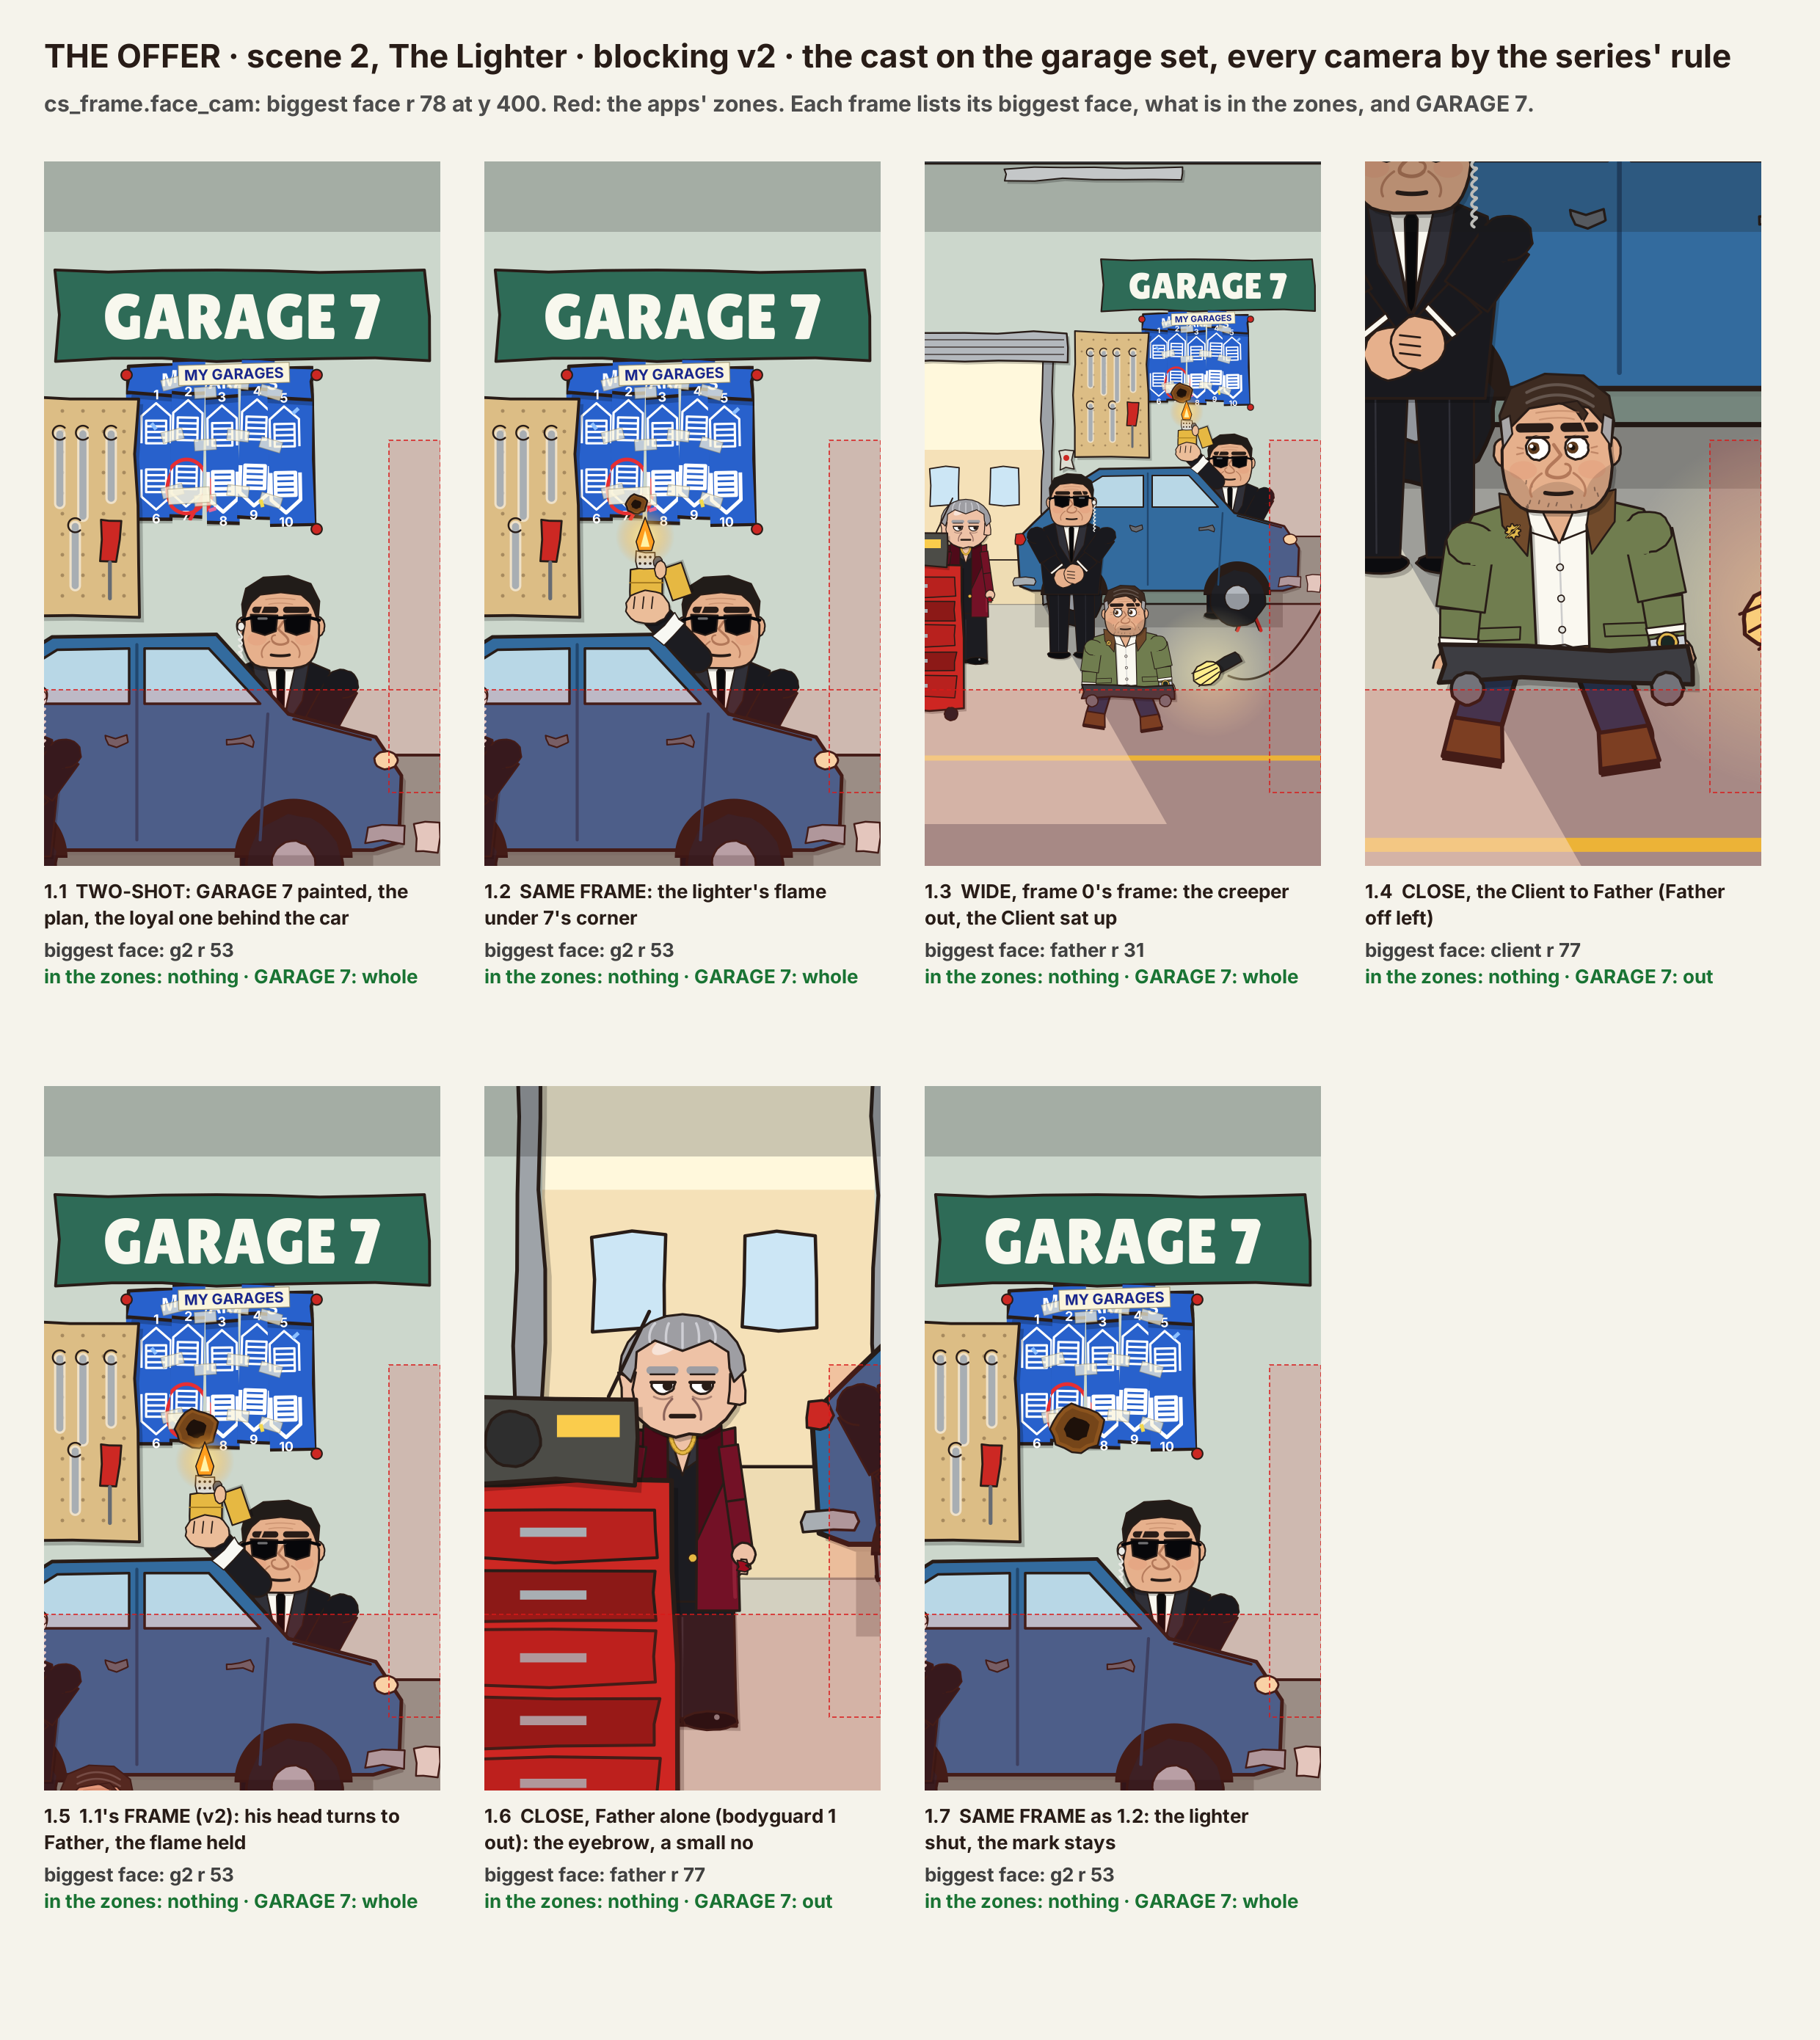 THE OFFER · scene 2, The Lighter · blocking v2 · the cast on the garage set, every camera by the series' rule
cs_frame.face_cam: biggest face r 78 at y 400. Red: the apps' zones. Each frame lists its biggest face, what is in the zones, and GARAGE 7.
GARAGE 7
MY GARAGES
1 2 3 4 5
6 8 9 10
GARAGE 7
MY GARAGES
1 2 3 4 5
6 8 9 10
GARAGE 7
MY GARAGES
1 2 3 5
6 8 9 10
1.1 TWO-SHOT: GARAGE 7 painted, the
plan, the loyal one behind the car
biggest face: g2 r 53
in the zones: nothing · GARAGE 7: whole
1.2 SAME FRAME: the lighter's flame
under 7's corner
biggest face: g2 r 53
in the zones: nothing · GARAGE 7: whole
1.3 WIDE, frame 0's frame: the creeper
out, the Client sat up
biggest face: father r 31
in the zones: nothing · GARAGE 7: whole
1.4 CLOSE, the Client to Father (Father
off left)
biggest face: client r 77
in the zones: nothing · GARAGE 7: out
GARAGE 7
MY GARAGES
1 2 3 4 5
6 8 9 10
GARAGE 7
MY GARAGES
1 2 3 4 5
6 8 9 10
1.5 1.1's FRAME (v2): his head turns to
Father, the flame held
biggest face: g2 r 53
in the zones: nothing · GARAGE 7: whole
1.6 CLOSE, Father alone (bodyguard 1
out): the eyebrow, a small no
biggest face: father r 77
in the zones: nothing · GARAGE 7: out
1.7 SAME FRAME as 1.2: the lighter
shut, the mark stays
biggest face: g2 r 53
in the zones: nothing · GARAGE 7: whole